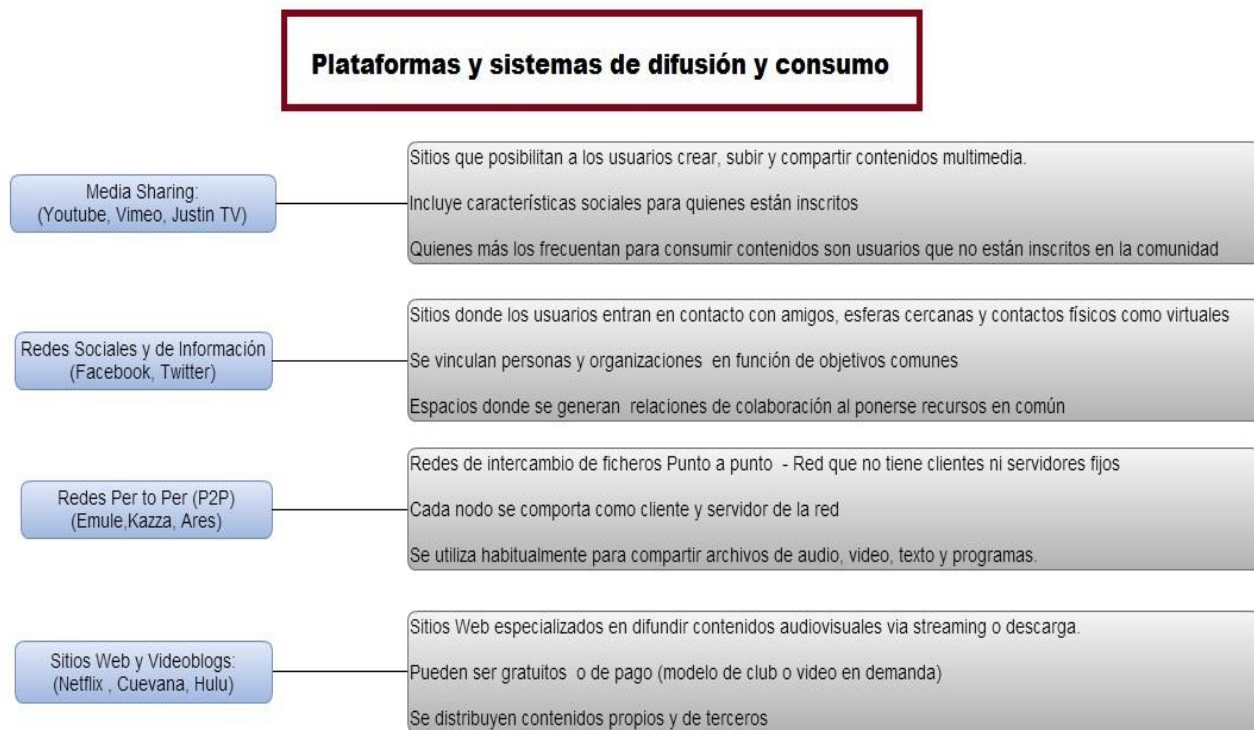 Plataformas y sistemas de difusión y consumo
Media Sharing:
(Youtube, Vimeo, Justin TV)
Sitios que posibilitan a los usuarios crear, subir y compartir contenidos multimedia.
Incluye características sociales para quienes están inscritos
Quienes más los frecuentan para consumir contenidos son usuarios que no están inscritos en la comunidad
Redes Sociales y de Información
(Facebook, Twitter)
Sitios donde los usuarios entran en contacto con amigos, esferas cercanas y contactos físicos como virtuales
Se vinculan personas y organizaciones en función de objetivos comunes
Espacios donde se generan relaciones de colaboración al ponerse recursos en común
Redes Per to Per (P2P)
(Emule,Kazza, Ares)
Redes de intercambio de ficheros Punto a punto - Red que no tiene clientes ni servidores fijos
Cada nodo se comporta como cliente y servidor de la red
Se utiliza habitualmente para compartir archivos de audio, video, texto y programas.
Sitios Web y Videoblogs:
(Netflix , Cuevana, Hulu)
Sitios Web especializados en difundir contenidos audiovisuales via streaming o descarga.
Pueden ser gratuitos o de pago (modelo de club o video en demanda)
Se distribuyen contenidos propios y de terceros